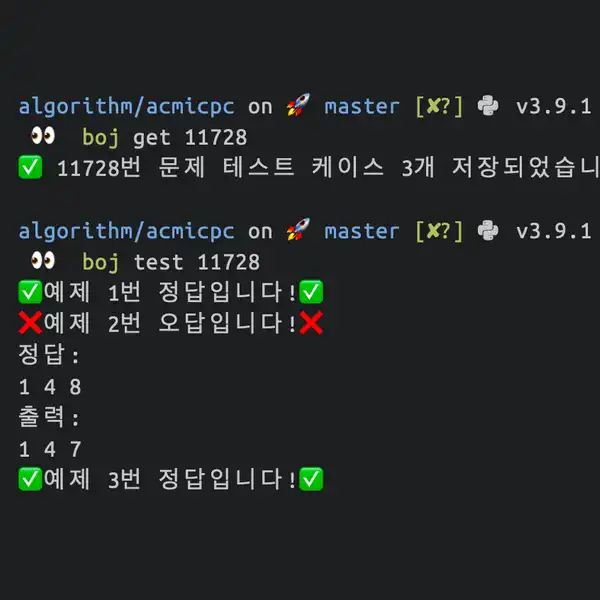 algorithm/acmicpc on 🚀 master [✘?] 🐍 v3.9.1
👀 boj get 11728
✅ 11728번 문제 테스트 케이스 3개 저장되었습니
algorithm/acmicpc on 🚀 master [✘?] 🐍 v3.9.1
👀 boj test 11728
✅예제 1번 정답입니다!✅
❌예제 2번 오답입니다!❌
정답:
1 4 8
출력:
1 4 7
✅예제 3번 정답입니다!✅